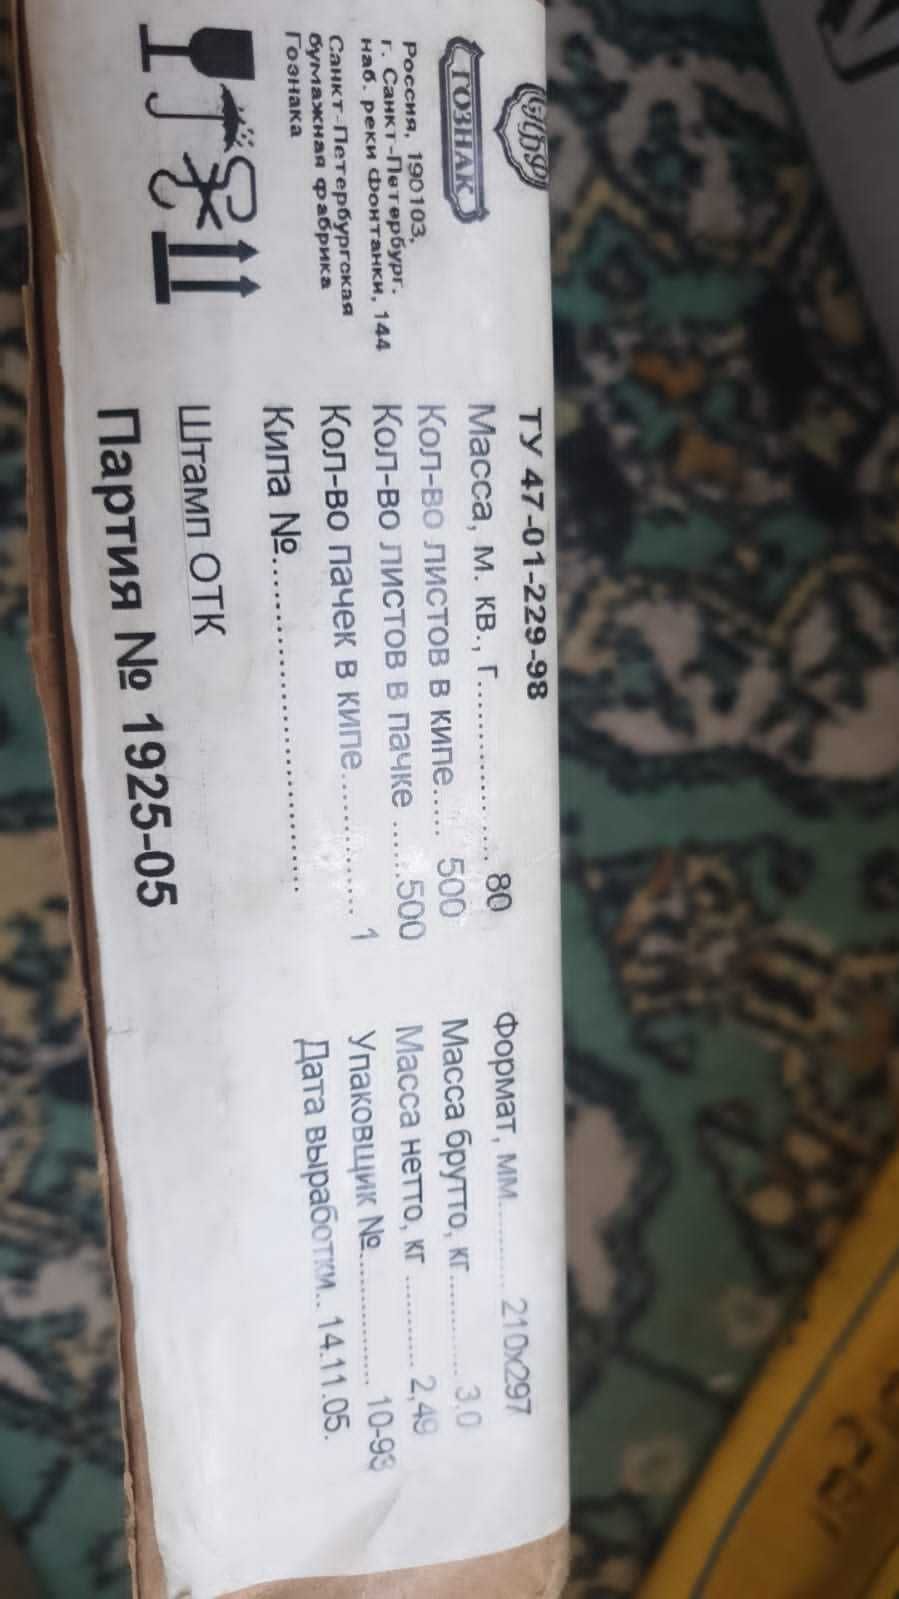 СПбФ
ГОЗНАК
Россия, 190103,
г. Санкт-Петербург.
наб. реки Фонтанки, 144
Санкт-Петербургская
бумажная фабрика
Гознака
ТУ 47-01-229-98
Масса, м. кв., г................ 80
Кол-во листов в кипе..... 500
Кол-во листов в пачке ......500
Кол-во пачек в кипе............ 1
Кипа №............................
Штамп ОТК
Партия № 1925-05
Формат, мм......... 210х297
Масса брутто, кг.......... 3.0
Масса нетто, кг .......... 2,49
Упаковщик №............. 10-93
Дата выработки.. 14.11.05.